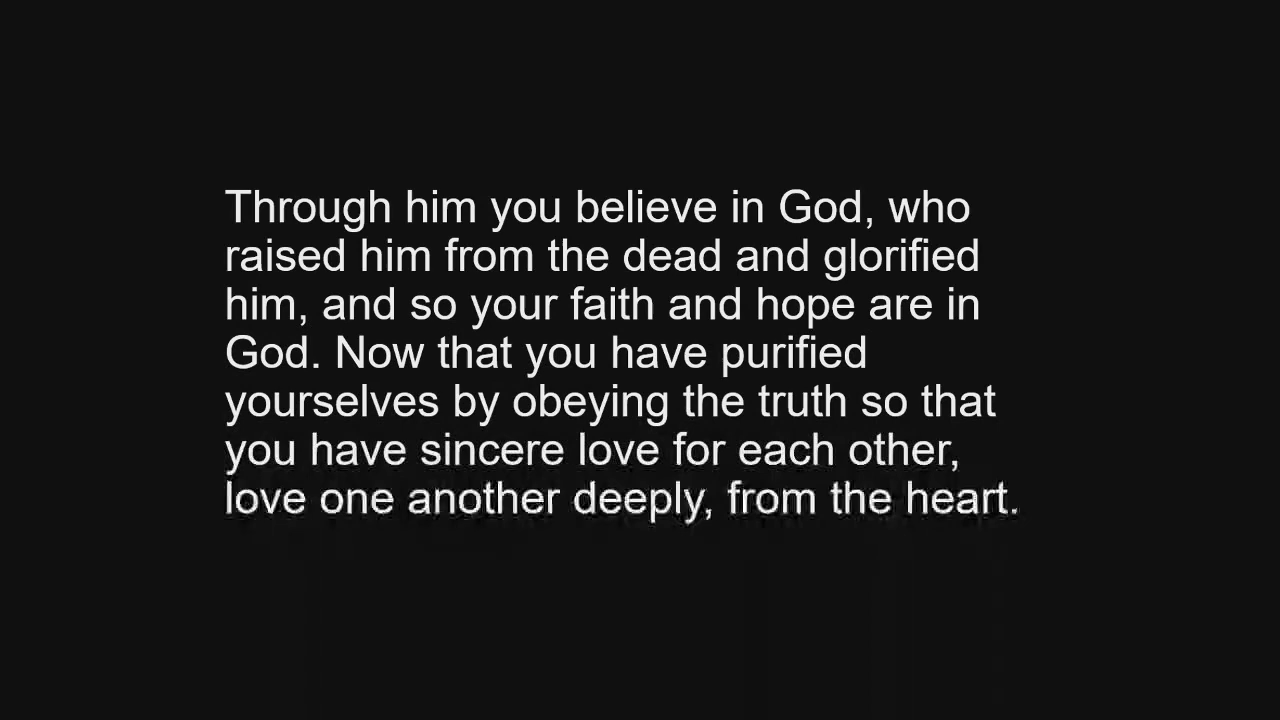 Through him you believe in God, who
raised him from the dead and glorified
him, and so your faith and hope are in
God. Now that you have purified
yourselves by obeying the truth so that
you have sincere love for each other,
love one another deeply, from the heart.